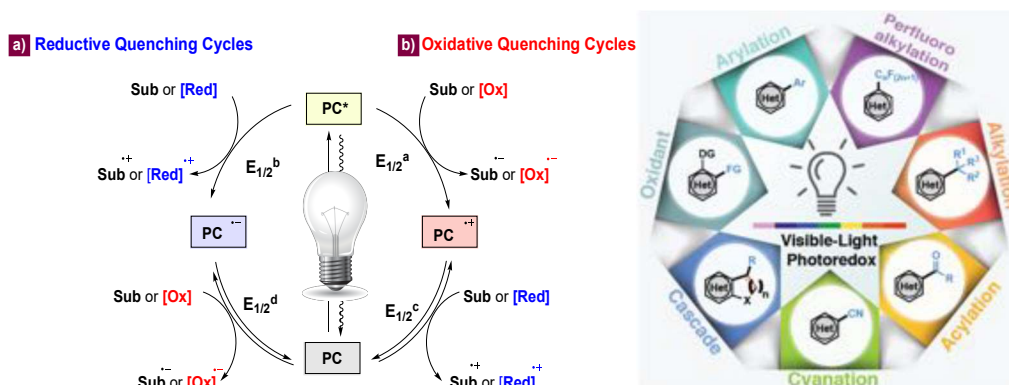 a) Reductive Quenching Cycles
b) Oxidative Quenching Cycles
Sub or [Red]
PC*
Sub or [Ox]
Sub•+ or [Red]•+
E1/2b
E1/2a
Sub•- or [Ox]•-
PC•-
PC•+
Sub or [Ox]
E1/2d
E1/2c
Sub or [Red]
PC
Sub•- or [Ox]•-
Sub•+ or [Red]•+
Arylation
Perfluoro
alkylation
Het
Ar
CnF(2n+1)
Het
Oxidant
DG
FG
Het
Alkylation
R1
R3
R2
Het
Visible-Light
Photoredox
Cascade
R
Het
X
( )n
Acylation
O
R
Het
Cyanation
CN
Het